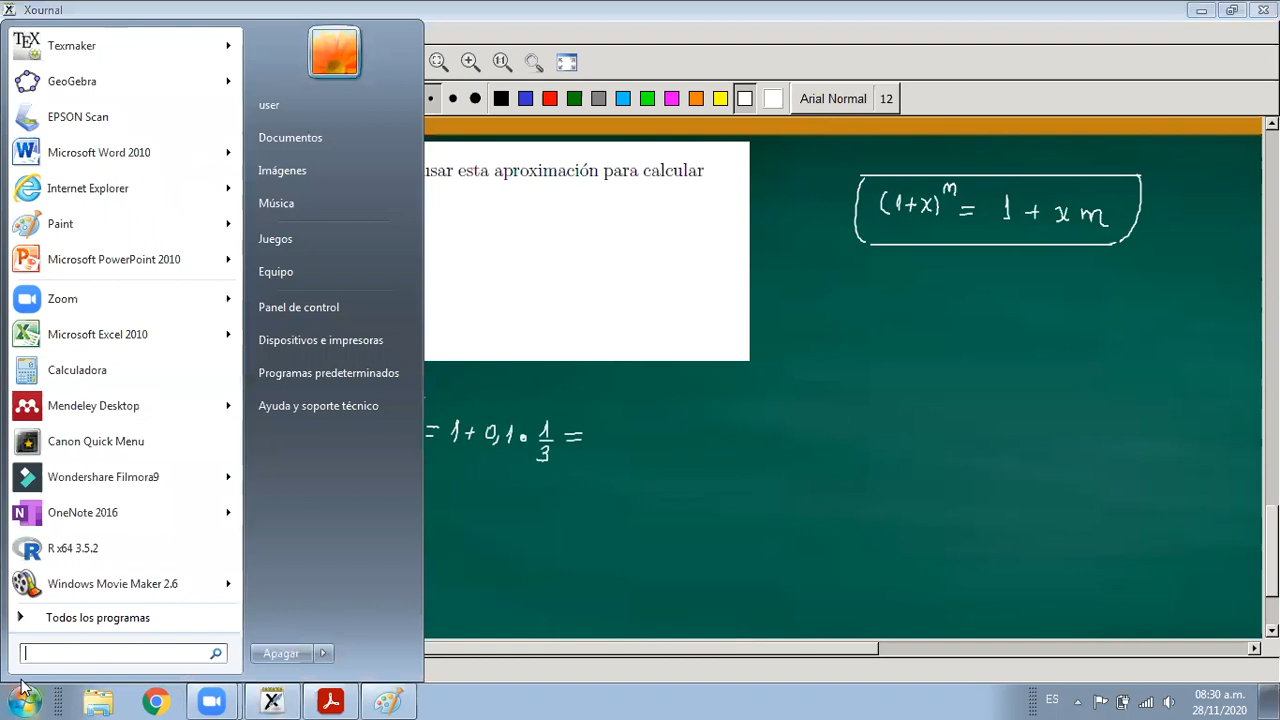 Xournal
Texmaker
GeoGebra
EPSON Scan
Microsoft Word 2010
Internet Explorer
Paint
Microsoft PowerPoint 2010
Zoom
Microsoft Excel 2010
Calculadora
Mendeley Desktop
Canon Quick Menu
Wondershare Filmora9
OneNote 2016
R x64 3.5.2
Windows Movie Maker 2.6
Todos los programas
user
Documentos
Imágenes
Música
Juegos
Equipo
Panel de control
Dispositivos e impresoras
Programas predeterminados
Ayuda y soporte técnico
Apagar
Arial Normal 12
usar esta aproximación para calcular
(1+x)^m = 1 + x m
= 1 + 0,1 • 1/3 =
ES
08:30 a.m.
28/11/2020